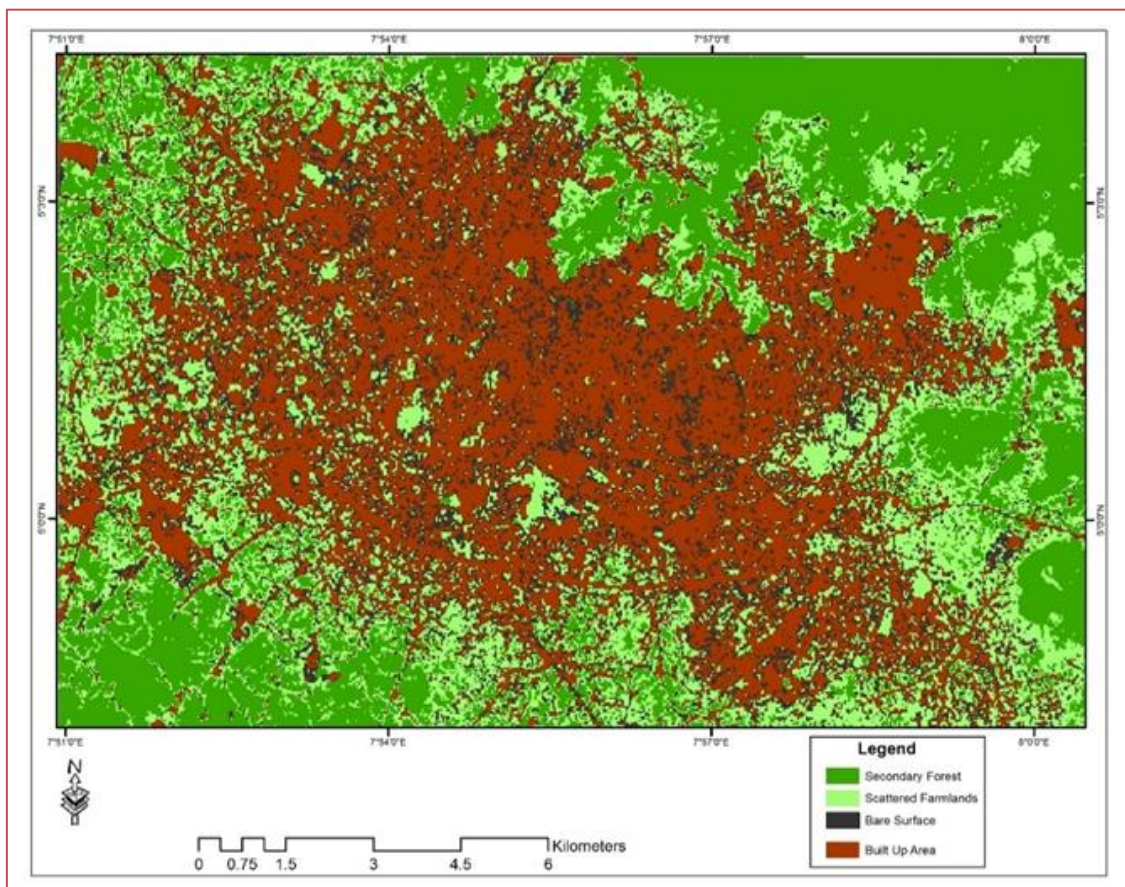 7°51'0"E 7°54'0"E 7°57'0"E 8°0'0"E
5°3'0"N 5°3'0"N
5°0'0"N 5°0'0"N
7°51'0"E 7°54'0"E 7°57'0"E 8°0'0"E
N
Legend
Secondary Forest
Scattered Farmlands
Bare Surface
Built Up Area
Kilometers
0 0.75 1.5 3 4.5 6